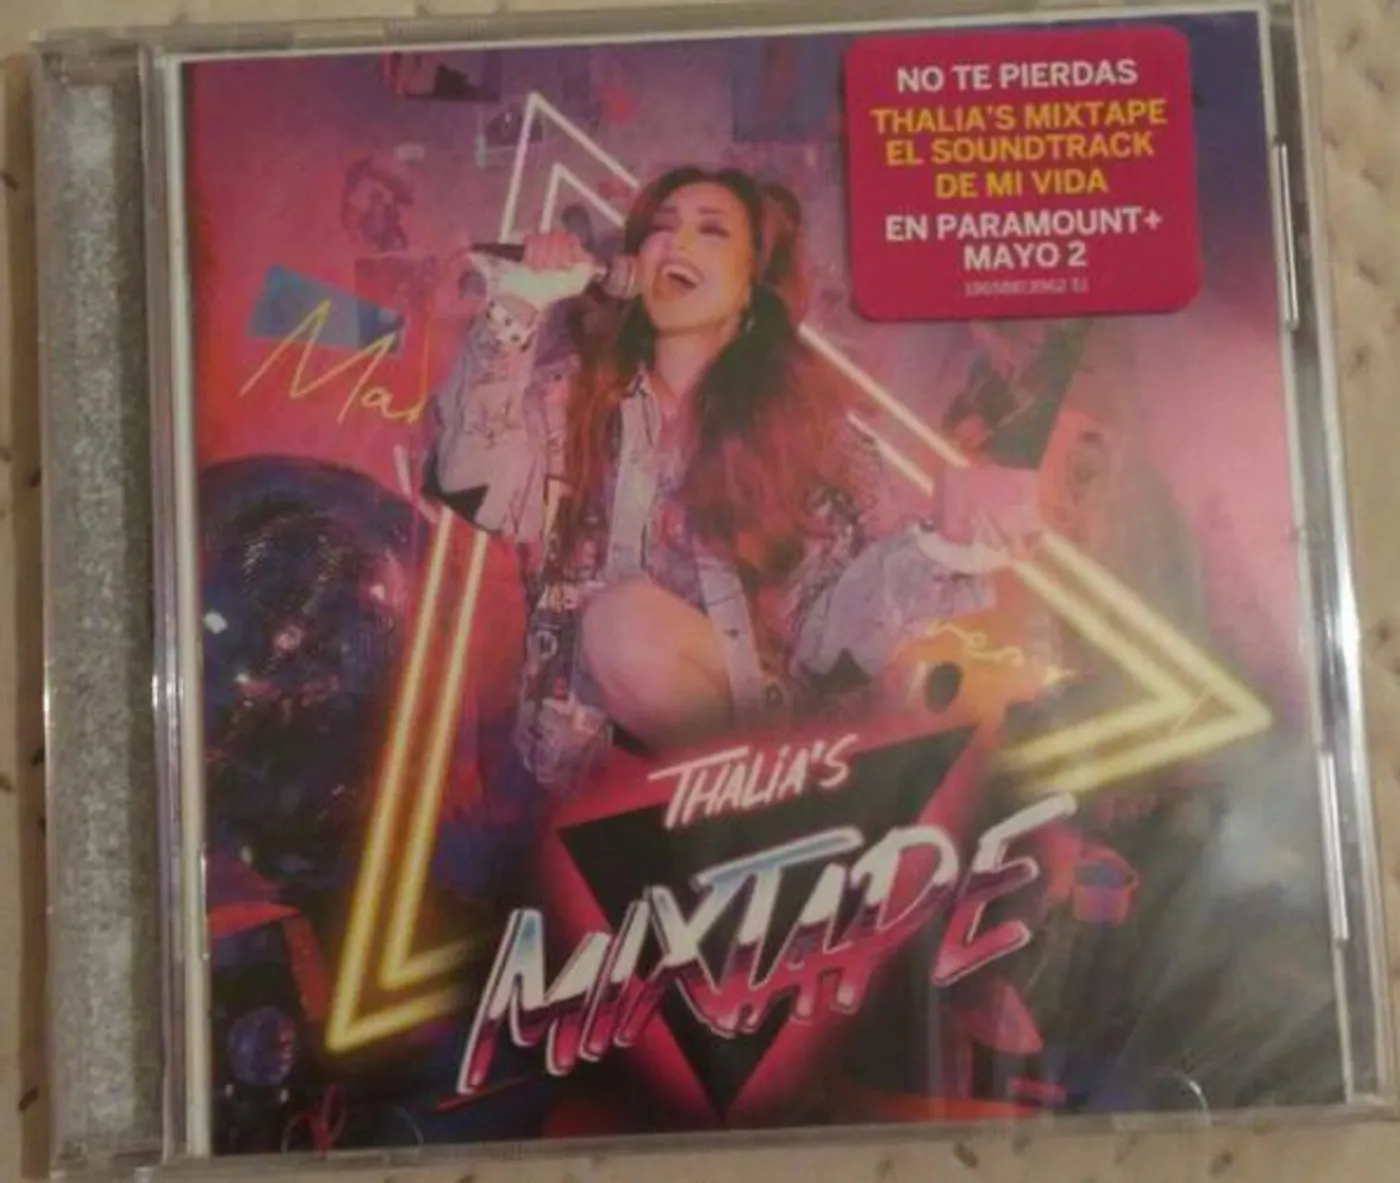 NO TE PIERDAS
THALIA'S MIXTAPE
EL SOUNDTRACK
DE MI VIDA
EN PARAMOUNT+
MAYO 2
THALIA'S
MIXTAPE